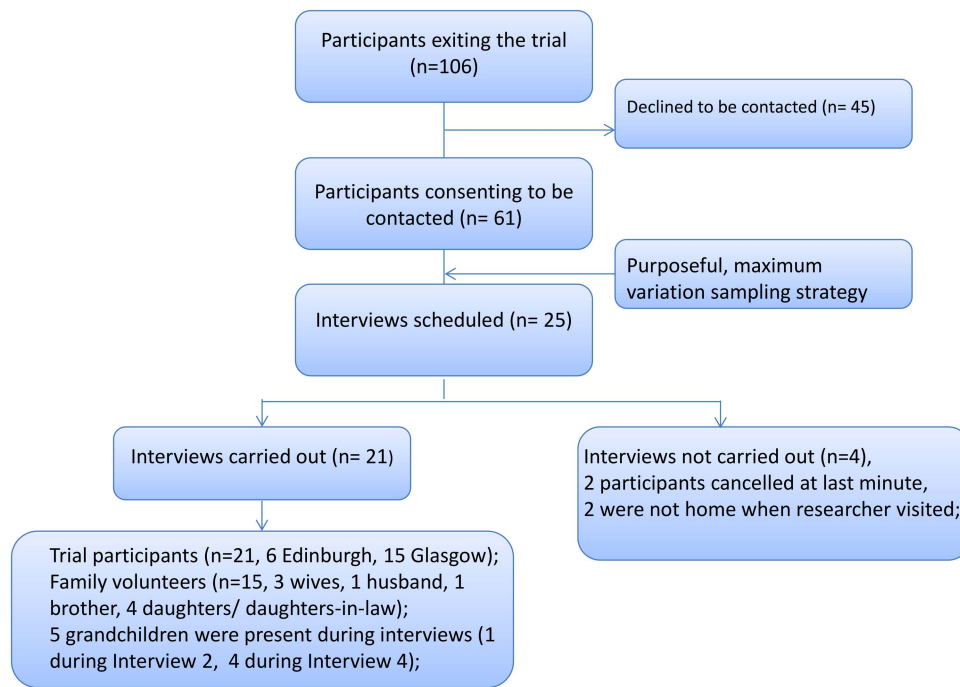 Participants exiting the trial
(n=106)
Declined to be contacted (n= 45)
Participants consenting to be
contacted (n= 61)
Purposeful, maximum
variation sampling strategy
Interviews scheduled (n= 25)
Interviews carried out (n= 21)
Interviews not carried out (n=4),
2 participants cancelled at last minute,
2 were not home when researcher visited;
Trial participants (n=21, 6 Edinburgh, 15 Glasgow);
Family volunteers (n=15, 3 wives, 1 husband, 1
brother, 4 daughters/ daughters-in-law);
5 grandchildren were present during interviews (1
during Interview 2, 4 during Interview 4);